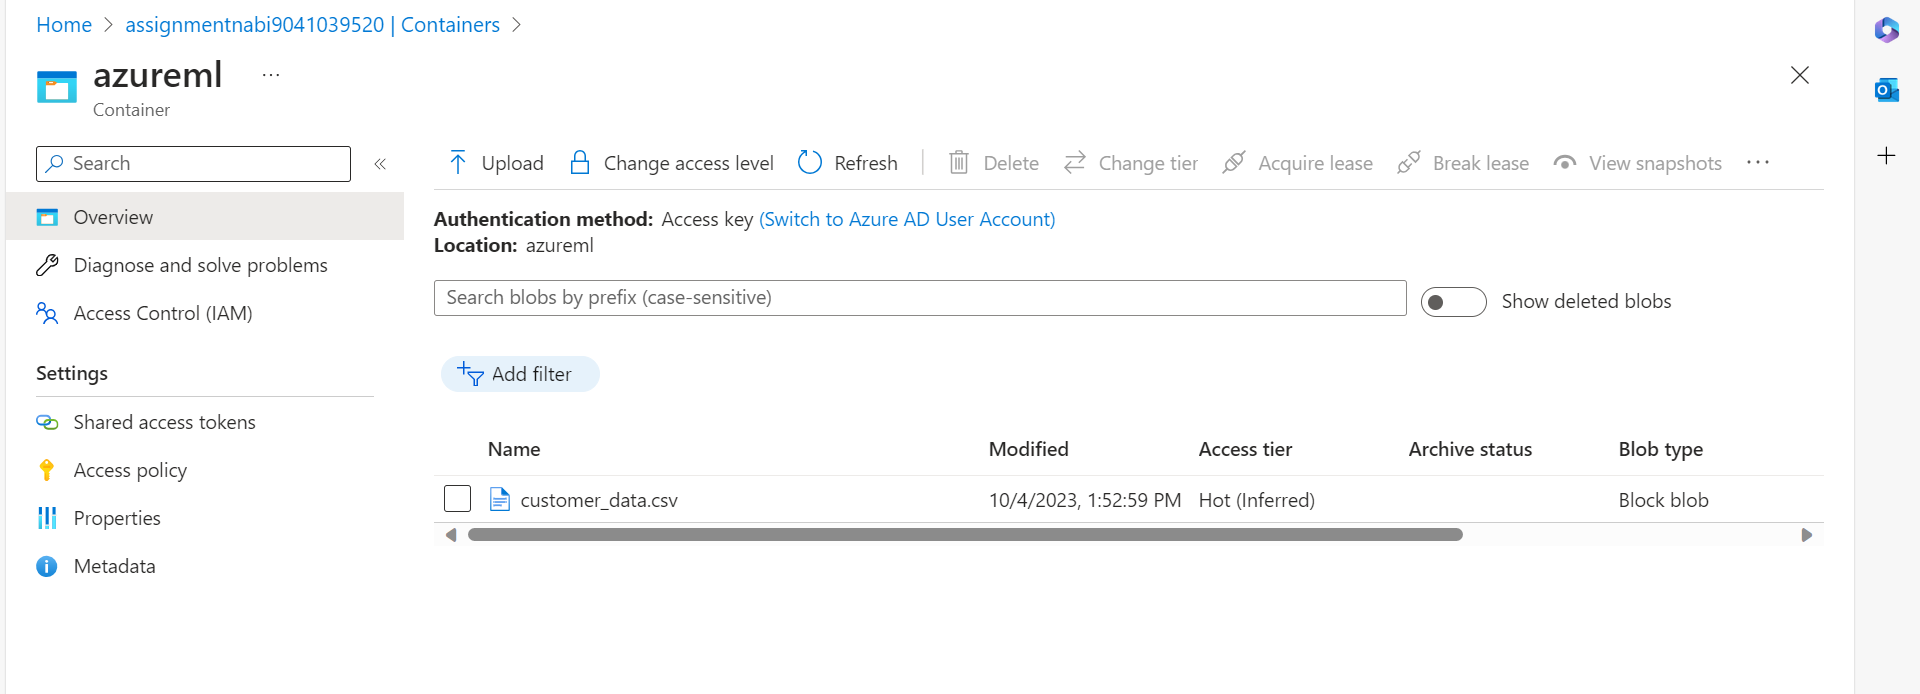 Home > assignmentnabi9041039520 | Containers >
azureml ...
Container
Search «
Overview
Diagnose and solve problems
Access Control (IAM)
Settings
Shared access tokens
Access policy
Properties
Metadata
Upload Change access level Refresh Delete Change tier Acquire lease Break lease View snapshots ...
Authentication method: Access key (Switch to Azure AD User Account)
Location: azureml
Search blobs by prefix (case-sensitive) Show deleted blobs
Add filter
Name Modified Access tier Archive status Blob type
customer_data.csv 10/4/2023, 1:52:59 PM Hot (Inferred) Block blob